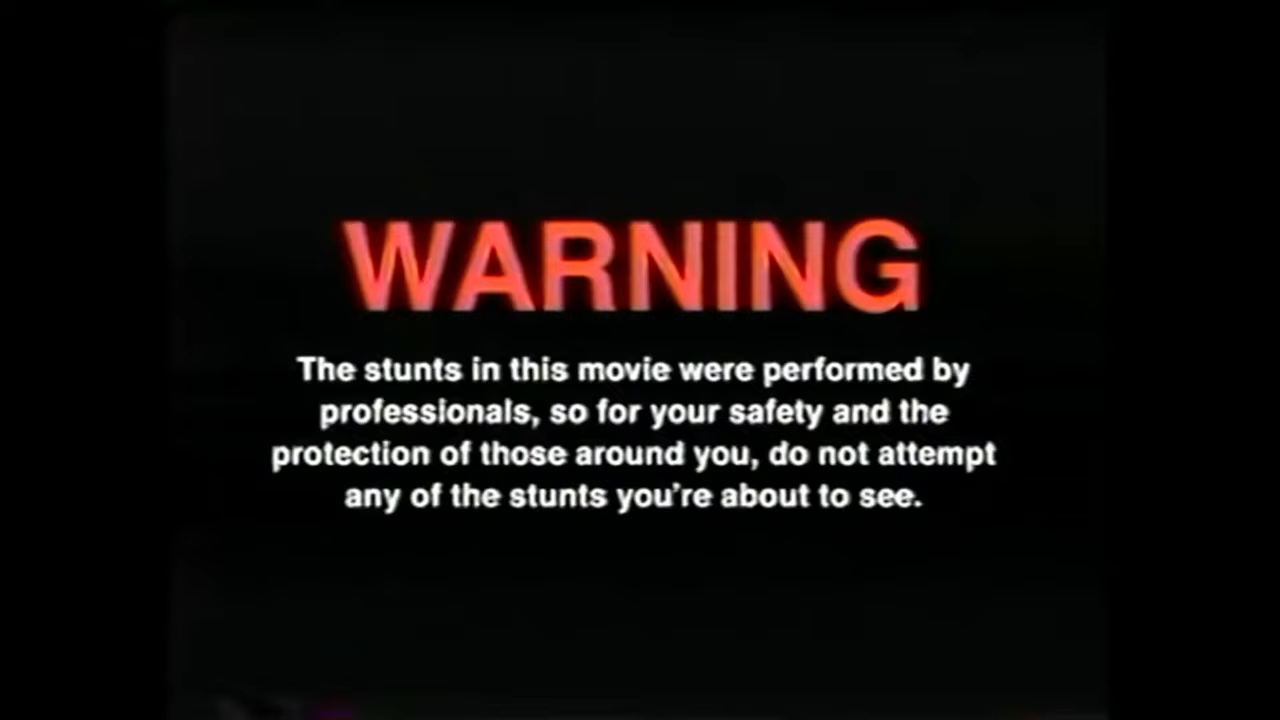 WARNING
The stunts in this movie were performed by
professionals, so for your safety and the
protection of those around you, do not attempt
any of the stunts you're about to see.